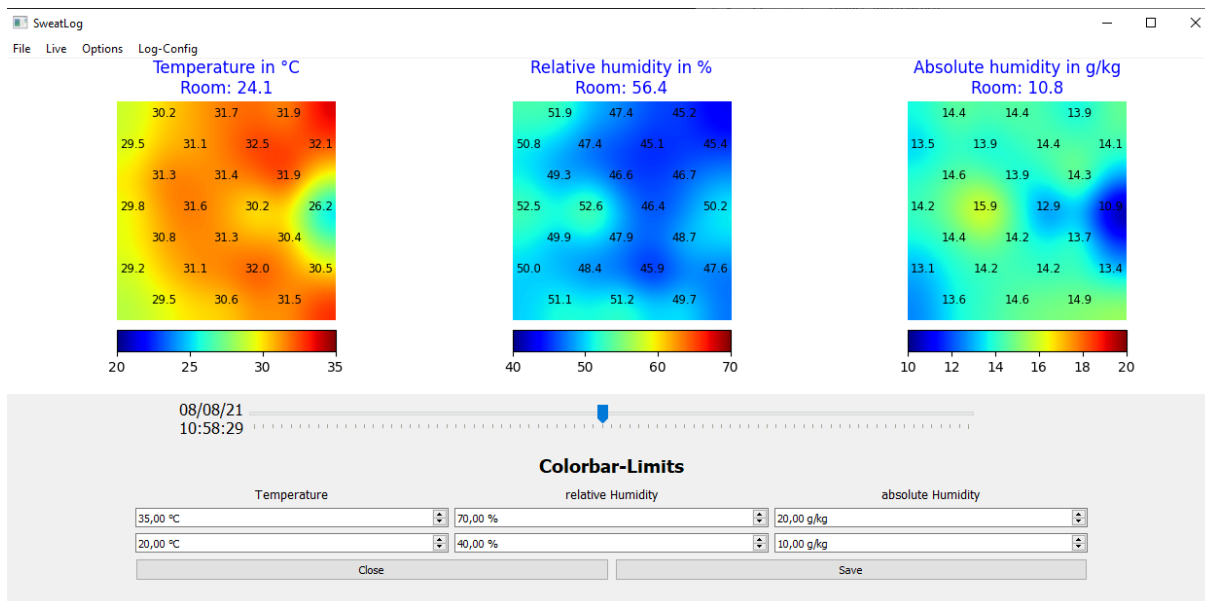 SweatLog
File Live Options Log-Config
Temperature in °C
Room: 24.1
30.2 31.7 31.9
29.5 31.1 32.5 32.1
31.3 31.4 31.9
29.8 31.6 30.2 26.2
30.8 31.3 30.4
29.2 31.1 32.0 30.5
29.5 30.6 31.5
20 25 30 35
Relative humidity in %
Room: 56.4
51.9 47.4 45.2
50.8 47.4 45.1 45.4
49.3 46.6 46.7
52.5 52.6 46.4 50.2
49.9 47.9 48.7
50.0 48.4 45.9 47.6
51.1 51.2 49.7
40 50 60 70
Absolute humidity in g/kg
Room: 10.8
14.4 14.4 13.9
13.5 13.9 14.4 14.1
14.6 13.9 14.3
14.2 15.9 12.9 10.9
14.4 14.2 13.7
13.1 14.2 14.2 13.4
13.6 14.6 14.9
10 12 14 16 18 20
08/08/21
10:58:29
Colorbar-Limits
Temperature relative Humidity absolute Humidity
35,00 °C 70,00 % 20,00 g/kg
20,00 °C 40,00 % 10,00 g/kg
Close Save